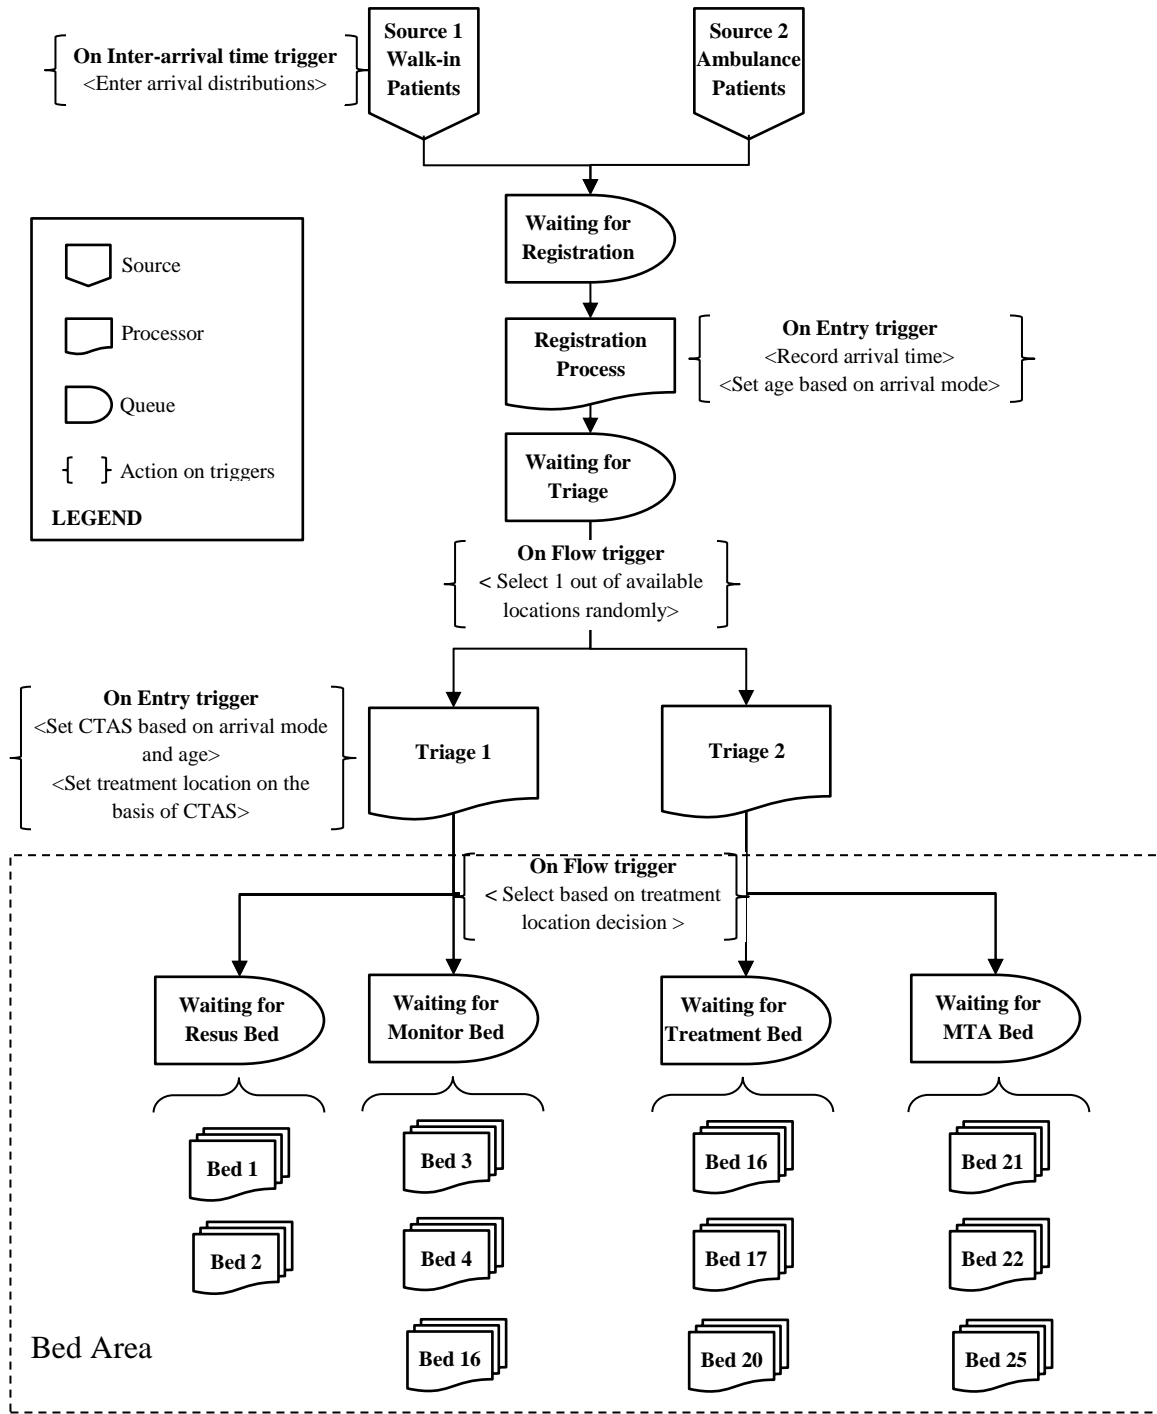 Source 1
Walk-in
Patients
Source 2
Ambulance
Patients
On Inter-arrival time trigger
<Enter arrival distributions>
Waiting for
Registration
Source
Processor
Queue
{ } Action on triggers
LEGEND
Registration
Process
On Entry trigger
<Record arrival time>
<Set age based on arrival mode>
Waiting for
Triage
On Flow trigger
< Select 1 out of available
locations randomly>
On Entry trigger
<Set CTAS based on arrival mode
and age>
<Set treatment location on the
basis of CTAS>
Triage 1
Triage 2
On Flow trigger
< Select based on treatment
location decision >
Waiting for
Resus Bed
Waiting for
Monitor Bed
Waiting for
Treatment Bed
Waiting for
MTA Bed
Bed 1
Bed 3
Bed 16
Bed 21
Bed 2
Bed 4
Bed 17
Bed 22
Bed Area
Bed 16
Bed 20
Bed 25